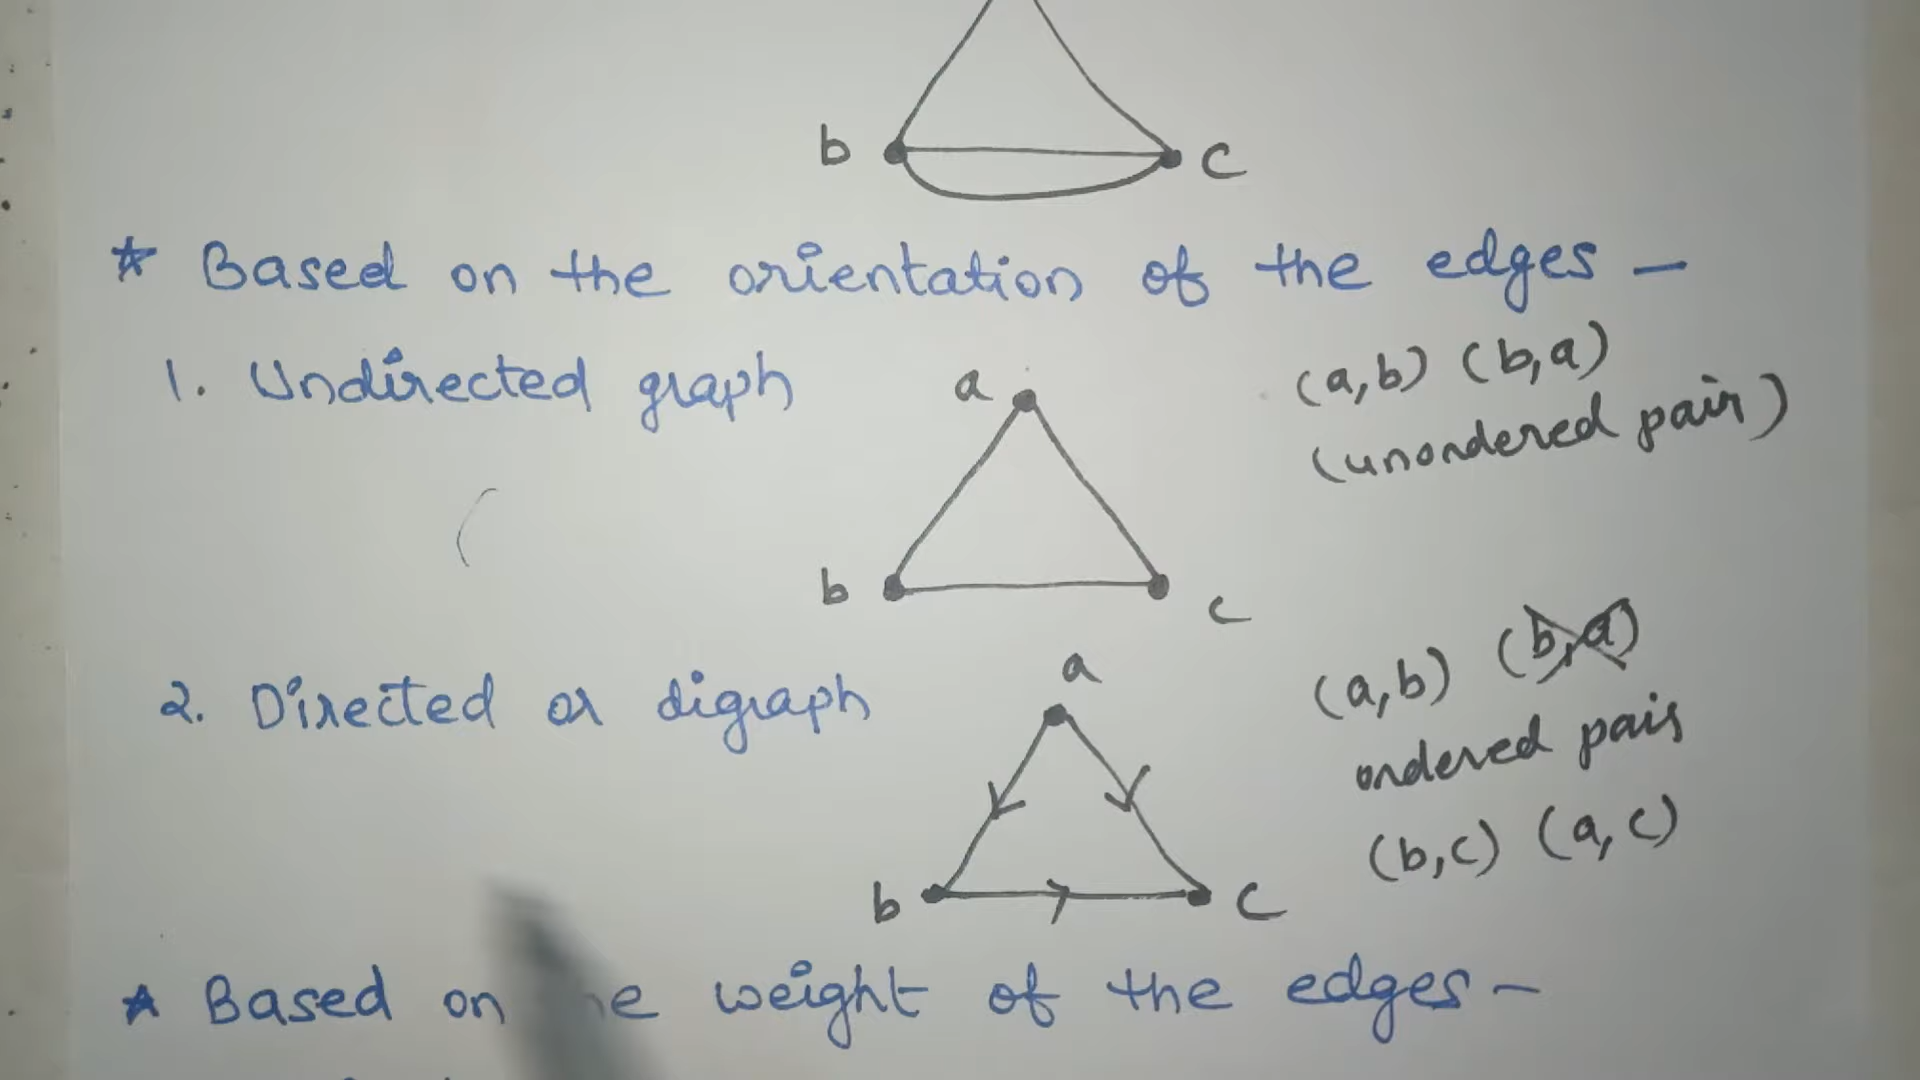 b c
* Based on the orientation of the edges —
1. Undirected graph
a
b c
(a,b) (b,a)
(unordered pair)
2. Directed or digraph
a
b c
(a,b) (b,a)
ordered pair
(b,c) (a,c)
* Based on weight of the edges —